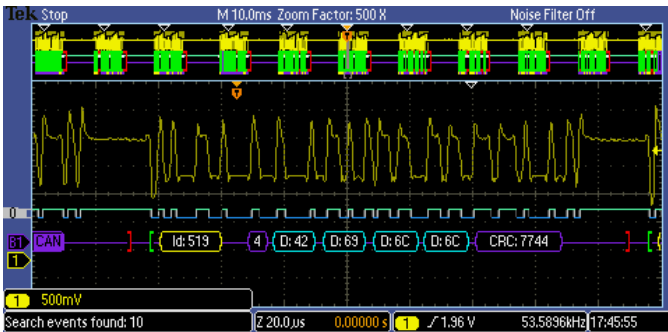 Tek Stop M 10.0ms Zoom Factor: 500 X Noise Filter Off
T
T
D
B1 CAN Id: 519 4 D: 42 D: 69 D: 6C D: 6C CRC: 7744
1
1 500mV
Search events found: 10 Z 20.0µs 0.00000 s 1 1.96 V 53.5896kHz 17:45:55